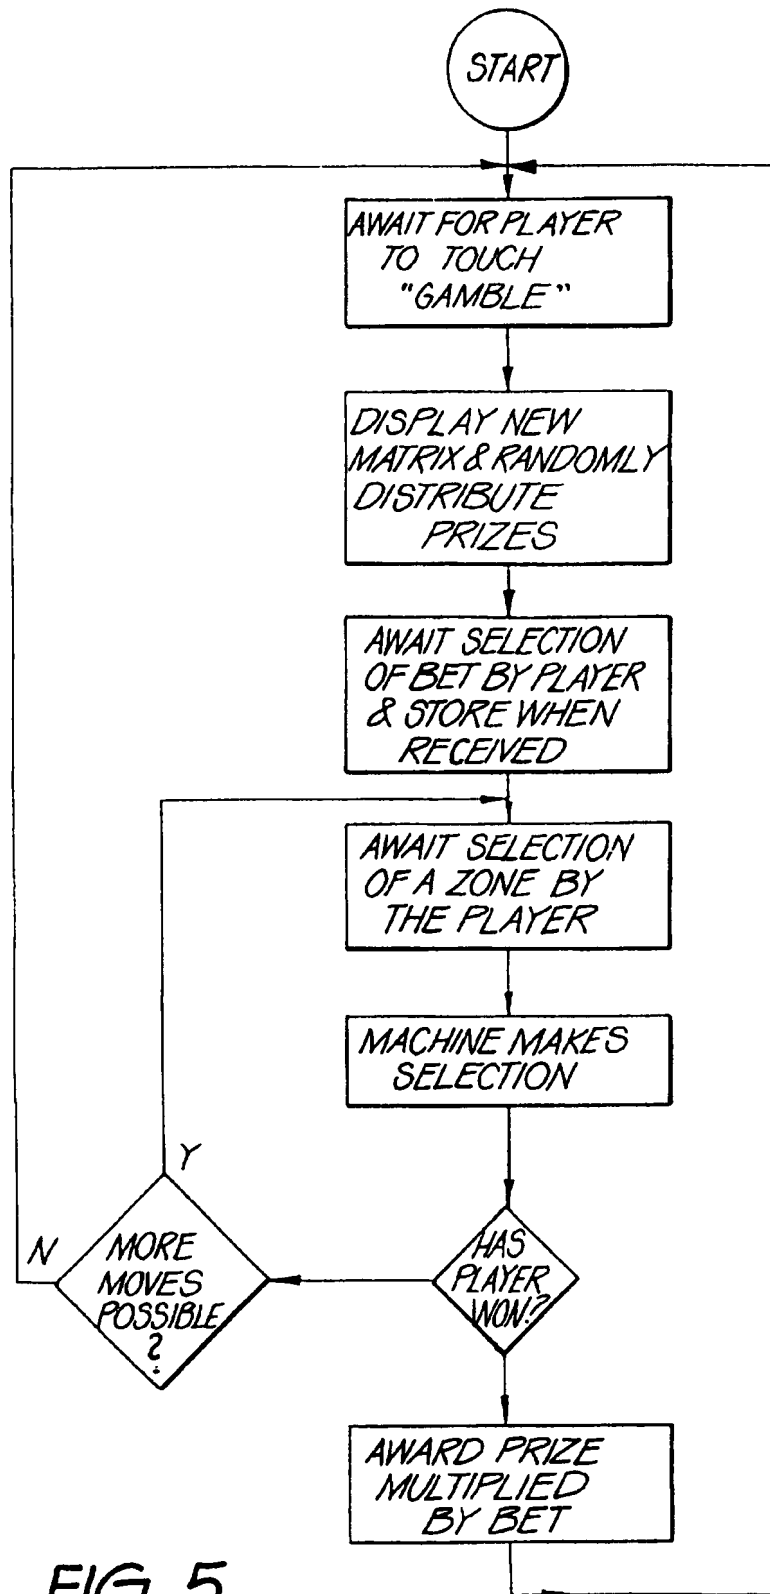 START
AWAIT FOR PLAYER
TO TOUCH
"GAMBLE"
DISPLAY NEW
MATRIX & RANDOMLY
DISTRIBUTE
PRIZES
AWAIT SELECTION
OF BET BY PLAYER
& STORE WHEN
RECEIVED
AWAIT SELECTION
OF A ZONE BY
THE PLAYER
MACHINE MAKES
SELECTION
Y
N
MORE
MOVES
POSSIBLE
?
HAS
PLAYER
WON?
AWARD PRIZE
MULTIPLIED
BY BET
FIG. 5